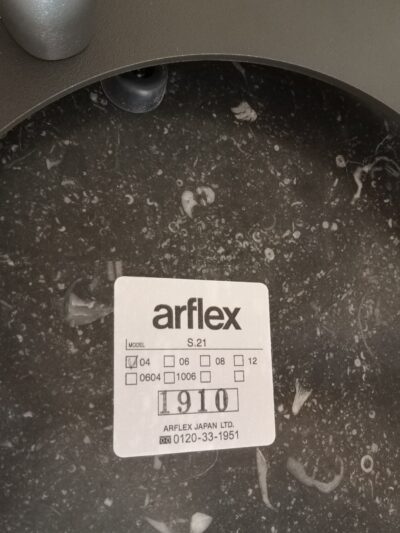 arflex
MODEL S.21
☑04 ☐06 ☐08 ☐12
☐0604 ☐1006 ☐ ☐
1910
ARFLEX JAPAN LTD.
0120-33-1951